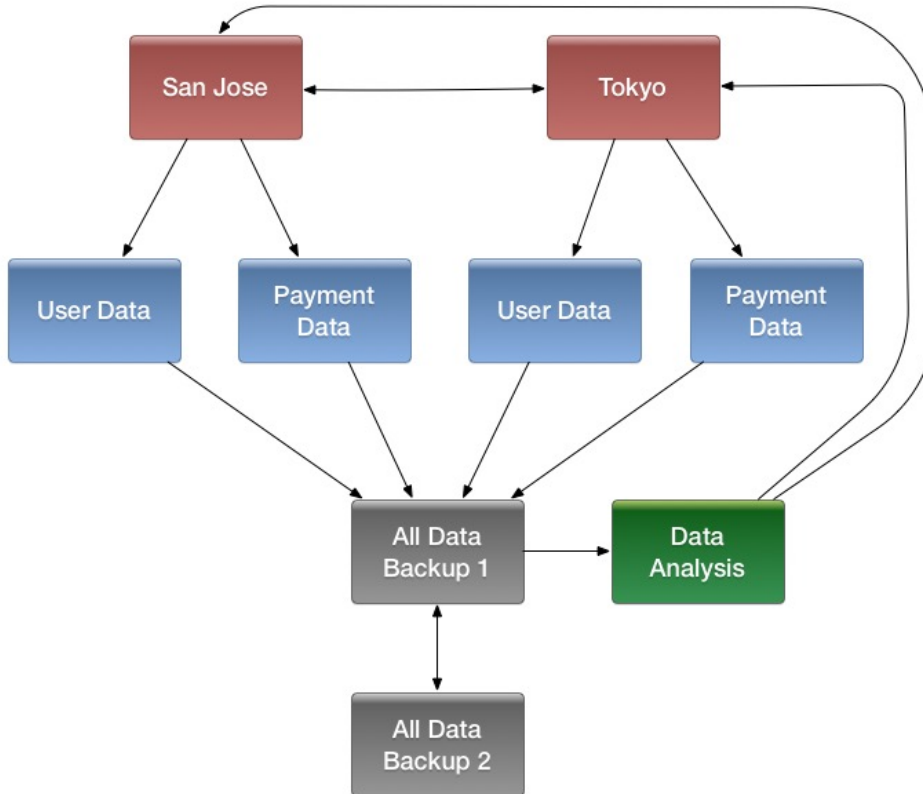 San Jose
Tokyo
User Data
Payment
Data
User Data
Payment
Data
All Data
Backup 1
Data
Analysis
All Data
Backup 2